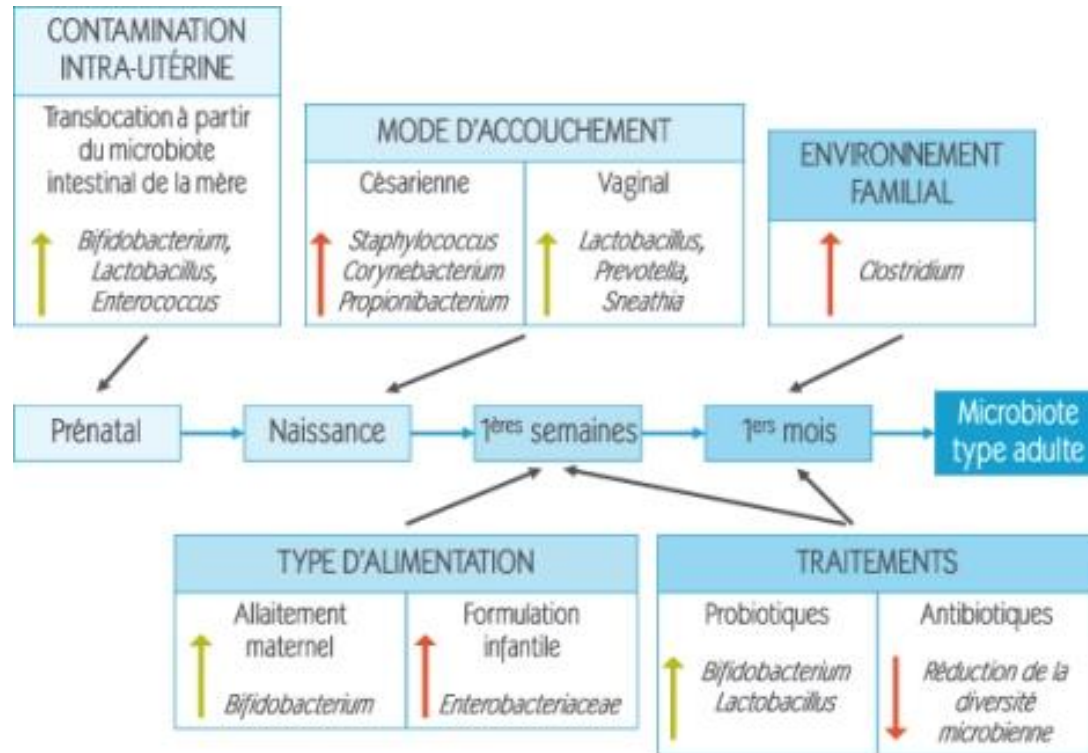 CONTAMINATION
INTRA-UTÉRINE
Translocation à partir
du microbiote
intestinal de la mère
Bifidobacterium,
Lactobacillus,
Enterococcus
MODE D'ACCOUCHEMENT
Cèsarienne
Staphylococcus
Corynebacterium
Propionibacterium
Vaginal
Lactobacillus,
Prevotella,
Sneathia
ENVIRONNEMENT
FAMILIAL
Clostridium
Prénatal
Naissance
1ères semaines
1ers mois
Microbiote
type adulte
TYPE D'ALIMENTATION
Allaitement
maternel
Bifidobacterium
Formulation
infantile
Enterobacteriaceae
TRAITEMENTS
Probiotiques
Bifidobacterium
Lactobacillus
Antibiotiques
Réduction de la
diversité
microbienne